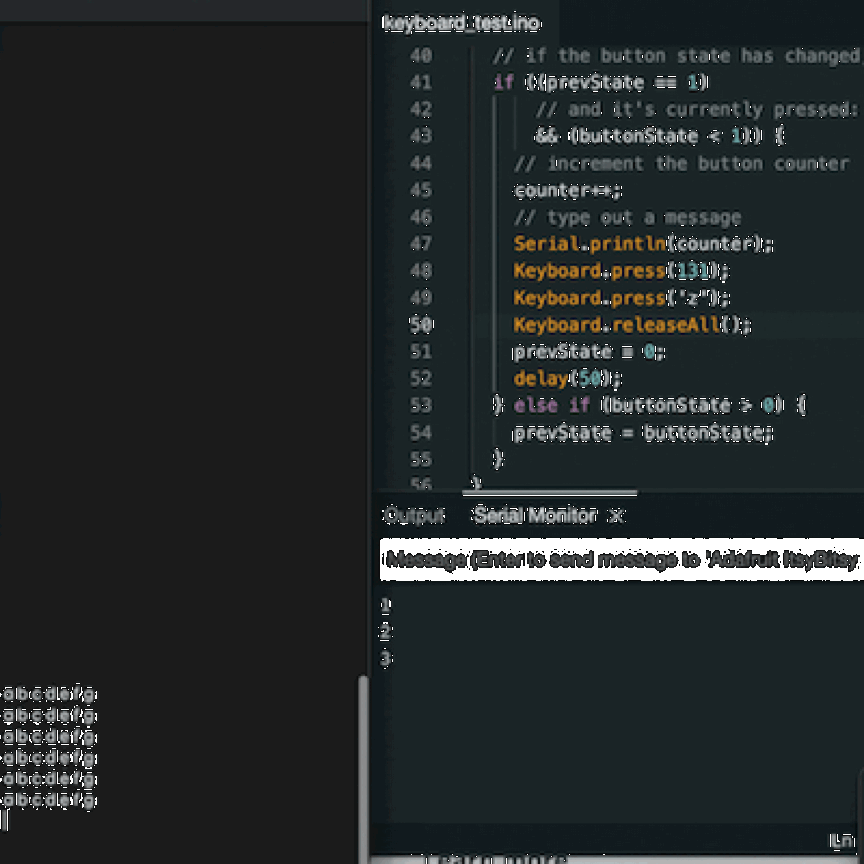 keyboard_test.ino
40 // if the button state has changed
41 if ((prevState == 1)
42 // and it's currently pressed:
43 && (buttonState < 1)) {
44 // increment the button counter
45 counter++;
46 // type out a message
47 Serial.println(counter);
48 Keyboard.press(131);
49 Keyboard.press('z');
50 Keyboard.releaseAll();
51 prevState = 0;
52 delay(50);
53 } else if (buttonState > 0) {
54 prevState = buttonState;
55 }
56 }
Output Serial Monitor ×
Message (Enter to send message to 'Adafruit ItsyBitsy
1
2
3
abcdefg
abcdefg
abcdefg
abcdefg
abcdefg
abcdefg
Ln
Learn more